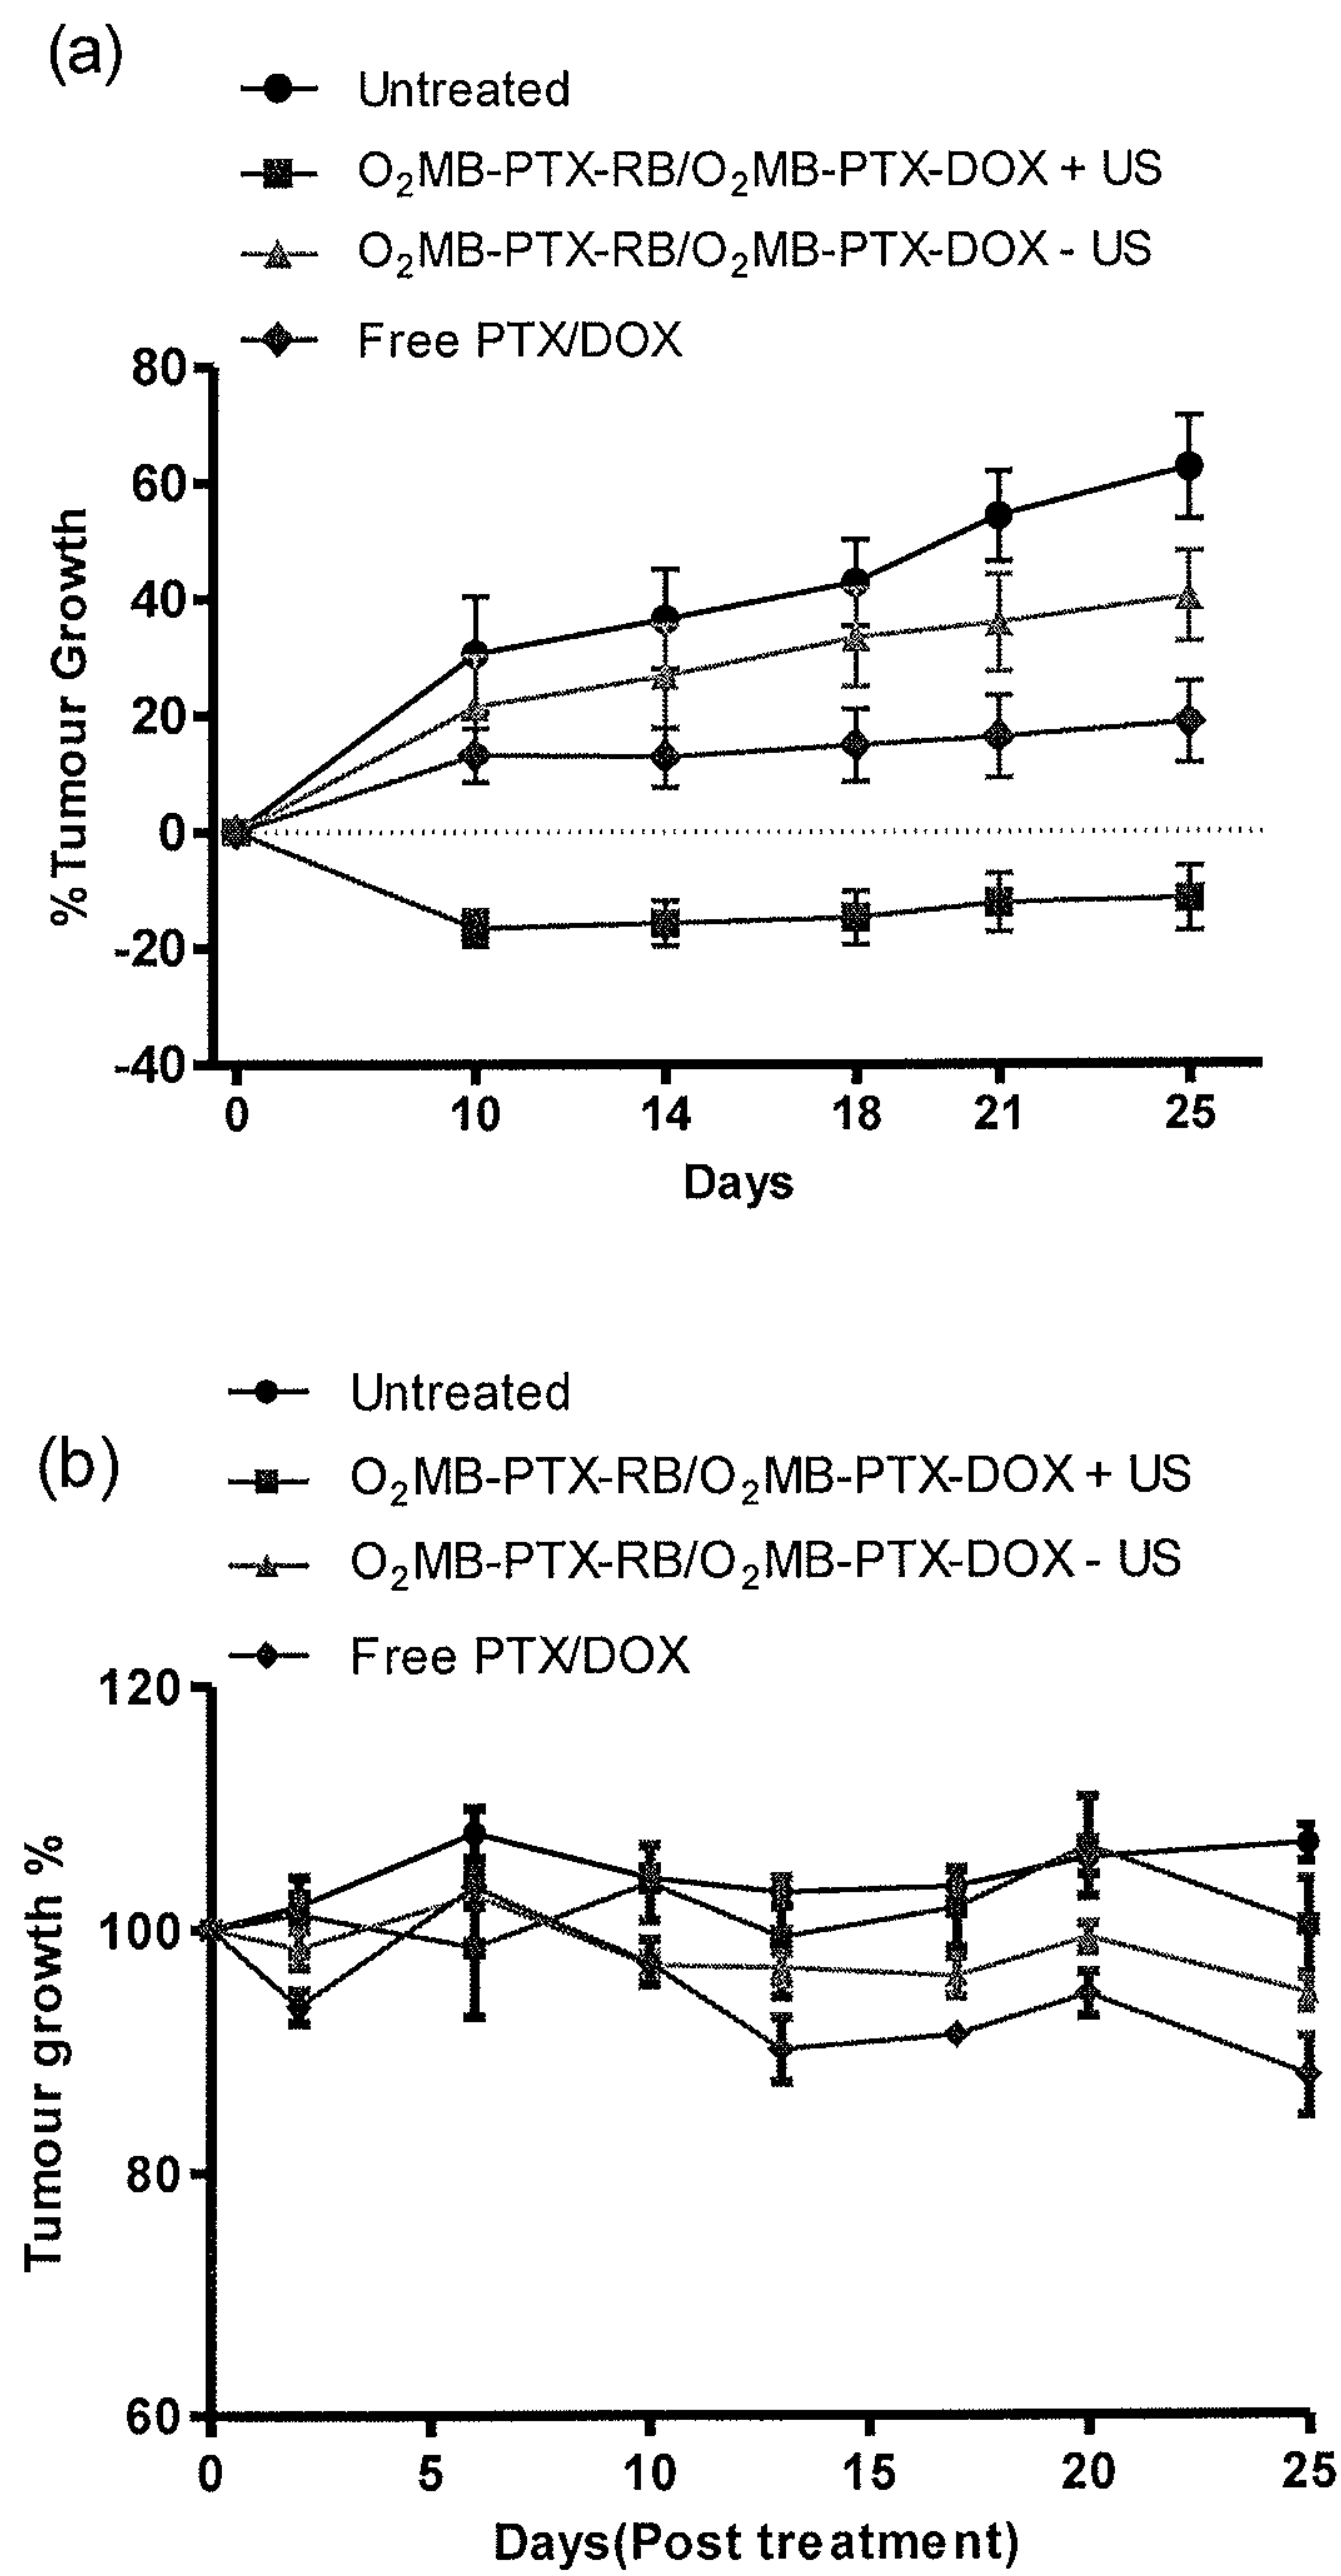 (a)
Untreated
O₂MB-PTX-RB/O₂MB-PTX-DOX + US
O₂MB-PTX-RB/O₂MB-PTX-DOX - US
Free PTX/DOX
80
60
40
20
0
-20
-40
%Tumour Growth
0 10 14 18 21 25
Days
(b)
Untreated
O₂MB-PTX-RB/O₂MB-PTX-DOX + US
O₂MB-PTX-RB/O₂MB-PTX-DOX - US
Free PTX/DOX
120
100
80
60
Tumour growth %
0 5 10 15 20 25
Days(Post treatment)